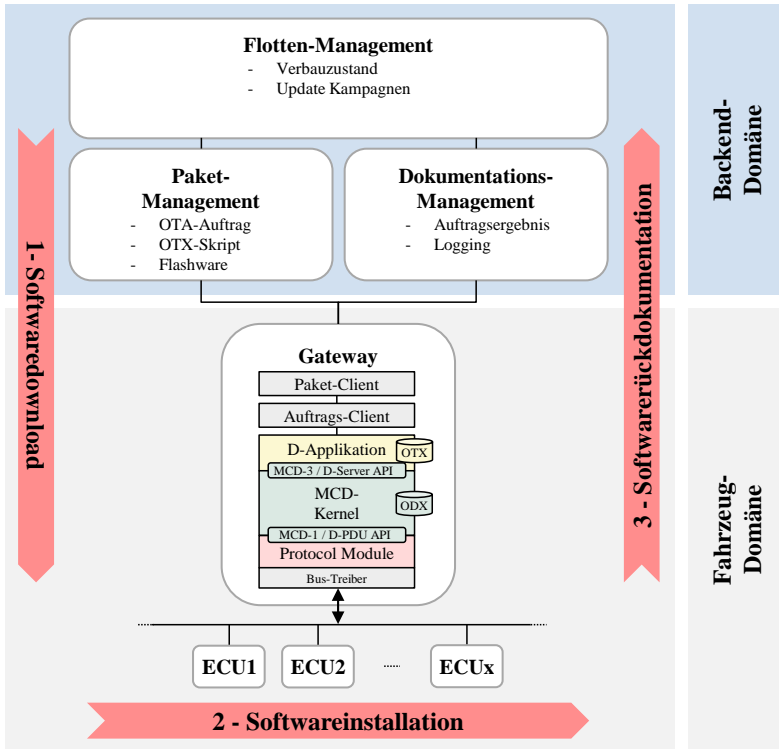 Flotten-Management
- Verbauzustand
- Update Kampagnen
Paket-
Management
- OTA-Auftrag
- OTX-Skript
- Flashware
Dokumentations-
Management
- Auftragsergebnis
- Logging
Backend-
Domäne
1- Softwaredownload
3 - Softwarerückdokumentation
Gateway
Paket-Client
Auftrags-Client
D-Applikation
OTX
MCD-3 / D-Server API
MCD-
Kernel
ODX
MCD-1 / D-PDU API
Protocol Module
Bus-Treiber
Fahrzeug-
Domäne
ECU1 ECU2 ...... ECUx
2 - Softwareinstallation